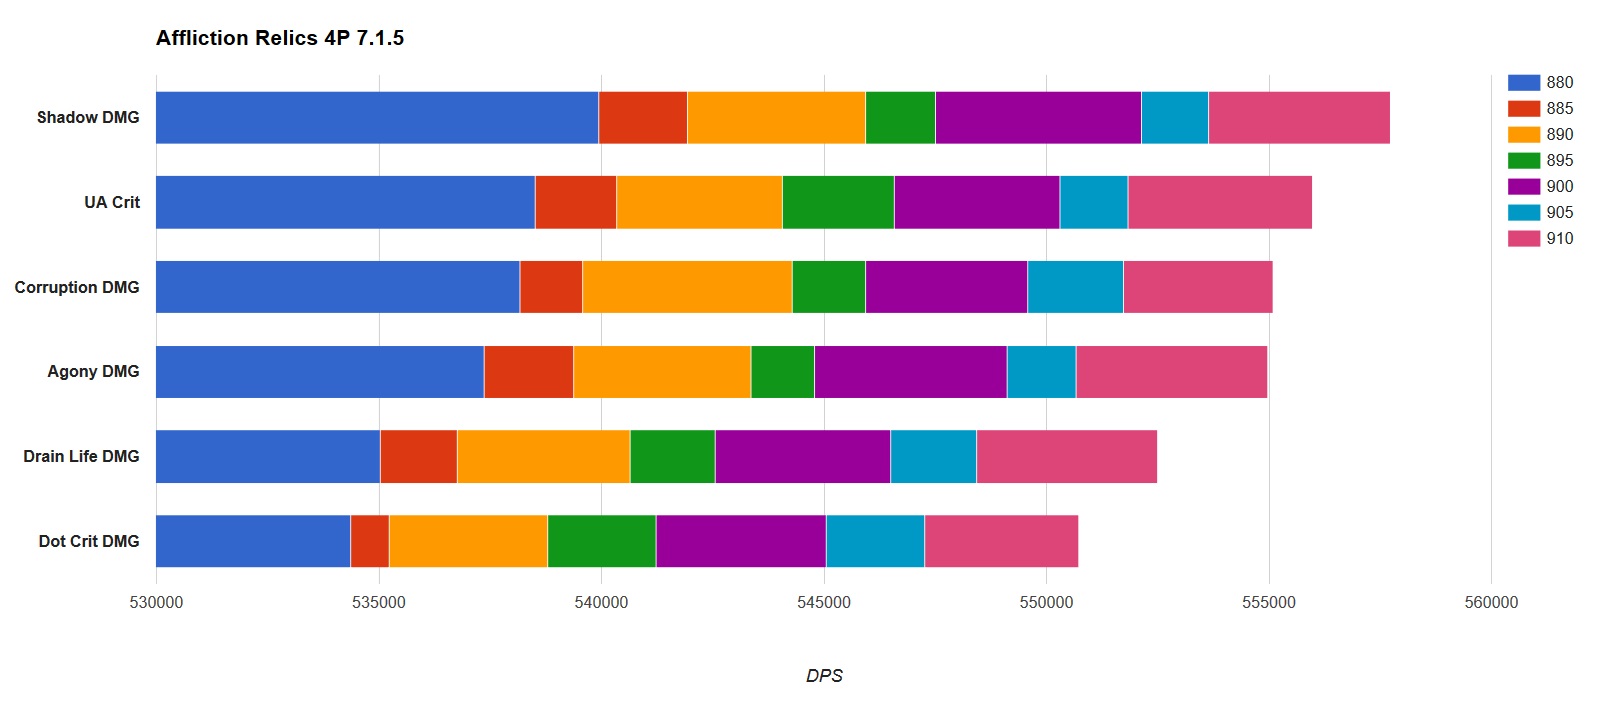 Affliction Relics 4P 7.1.5
880
885
890
895
900
905
910
Shadow DMG
UA Crit
Corruption DMG
Agony DMG
Drain Life DMG
Dot Crit DMG
530000 535000 540000 545000 550000 555000 560000
DPS